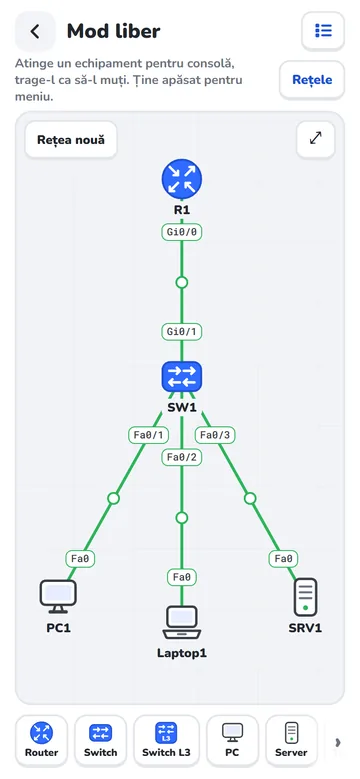 Mod liber
Atinge un echipament pentru consolă,
trage-l ca să-l muți. Ține apăsat pentru
meniu.
Rețele
Rețea nouă
R1
Gi0/0
Gi0/1
SW1
Fa0/1
Fa0/3
Fa0/2
Fa0
Fa0
Fa0
PC1
SRV1
Laptop1
L3
Router
Switch
Switch L3
PC
Server